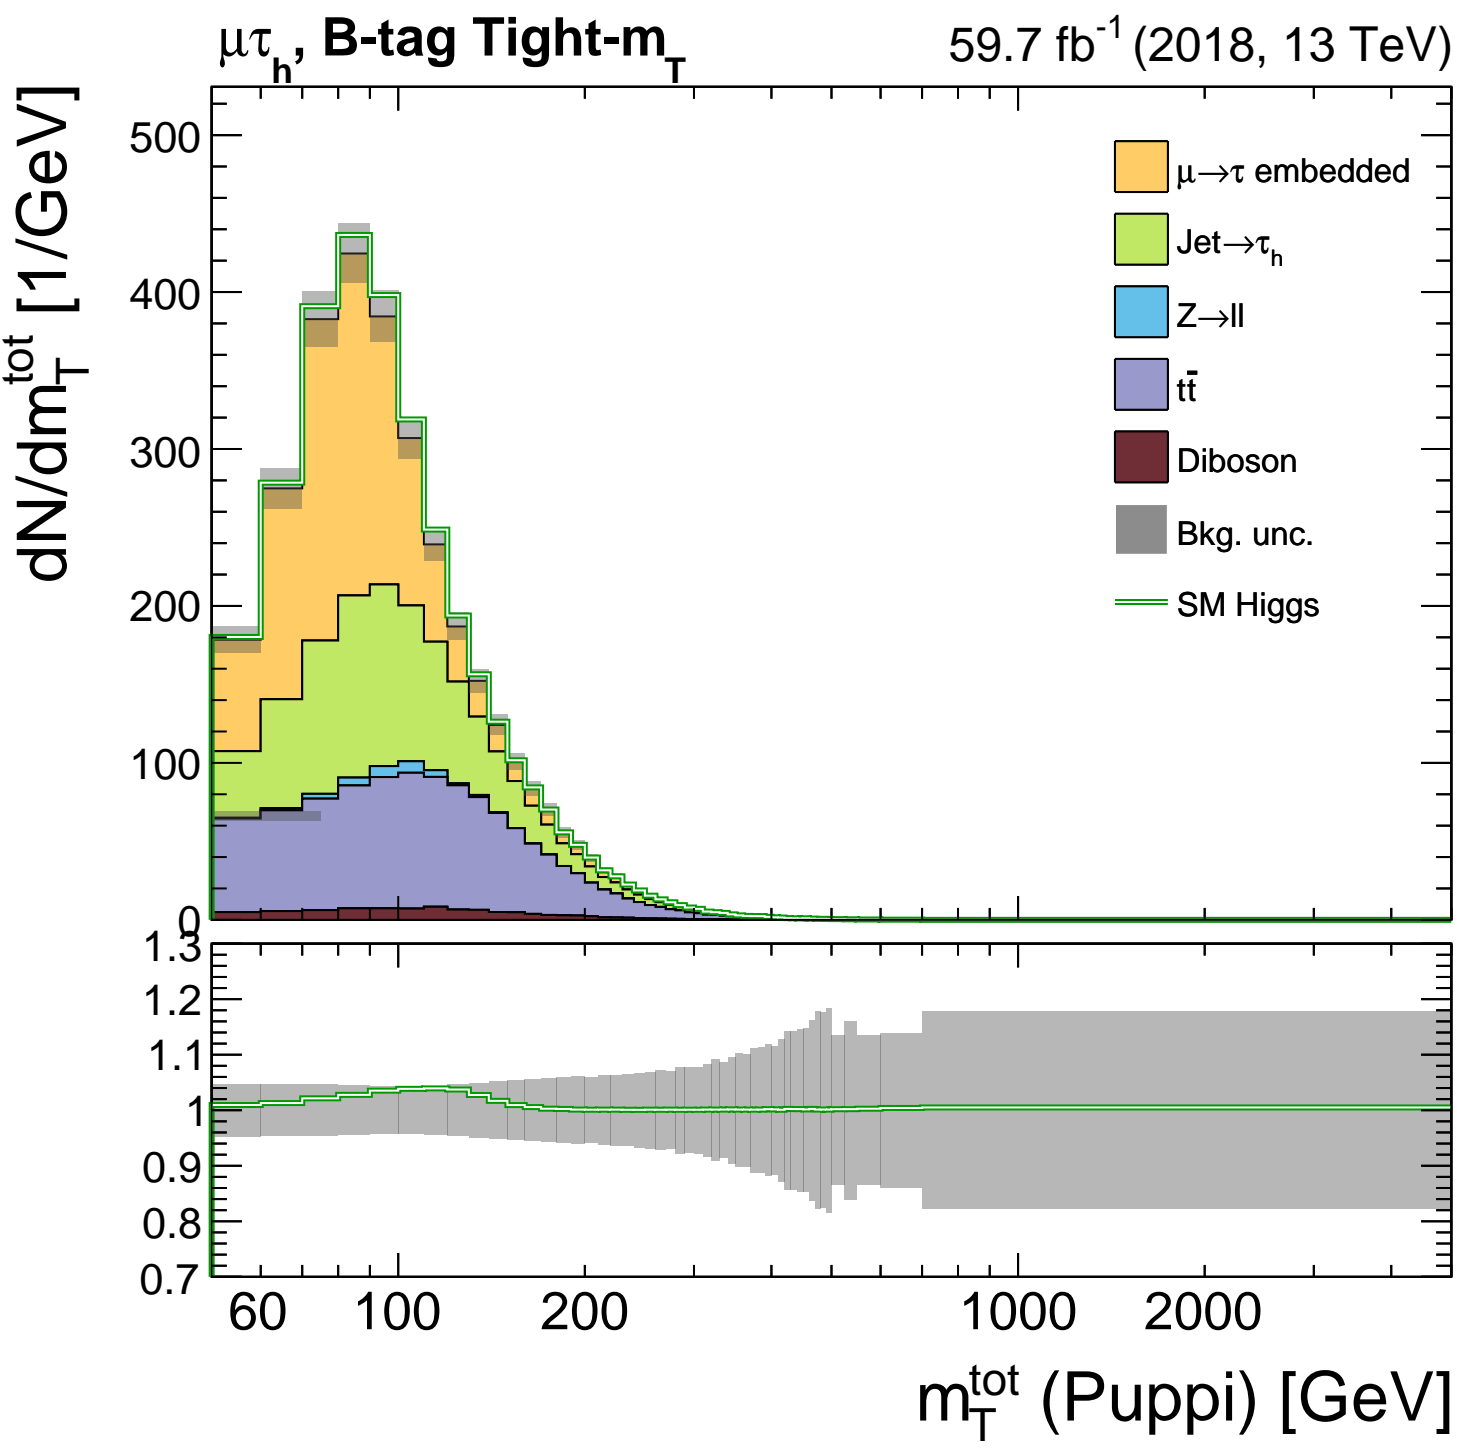 μτh, B-tag Tight-mT
59.7 fb-1 (2018, 13 TeV)
dN/dmTtot [1/GeV]
500
400
300
200
100
0
μ→τ embedded
Jet→τh
Z→ll
tt̄
Diboson
Bkg. unc.
SM Higgs
1.3
1.2
1.1
1
0.9
0.8
0.7
60 100 200 1000 2000
mTtot (Puppi) [GeV]